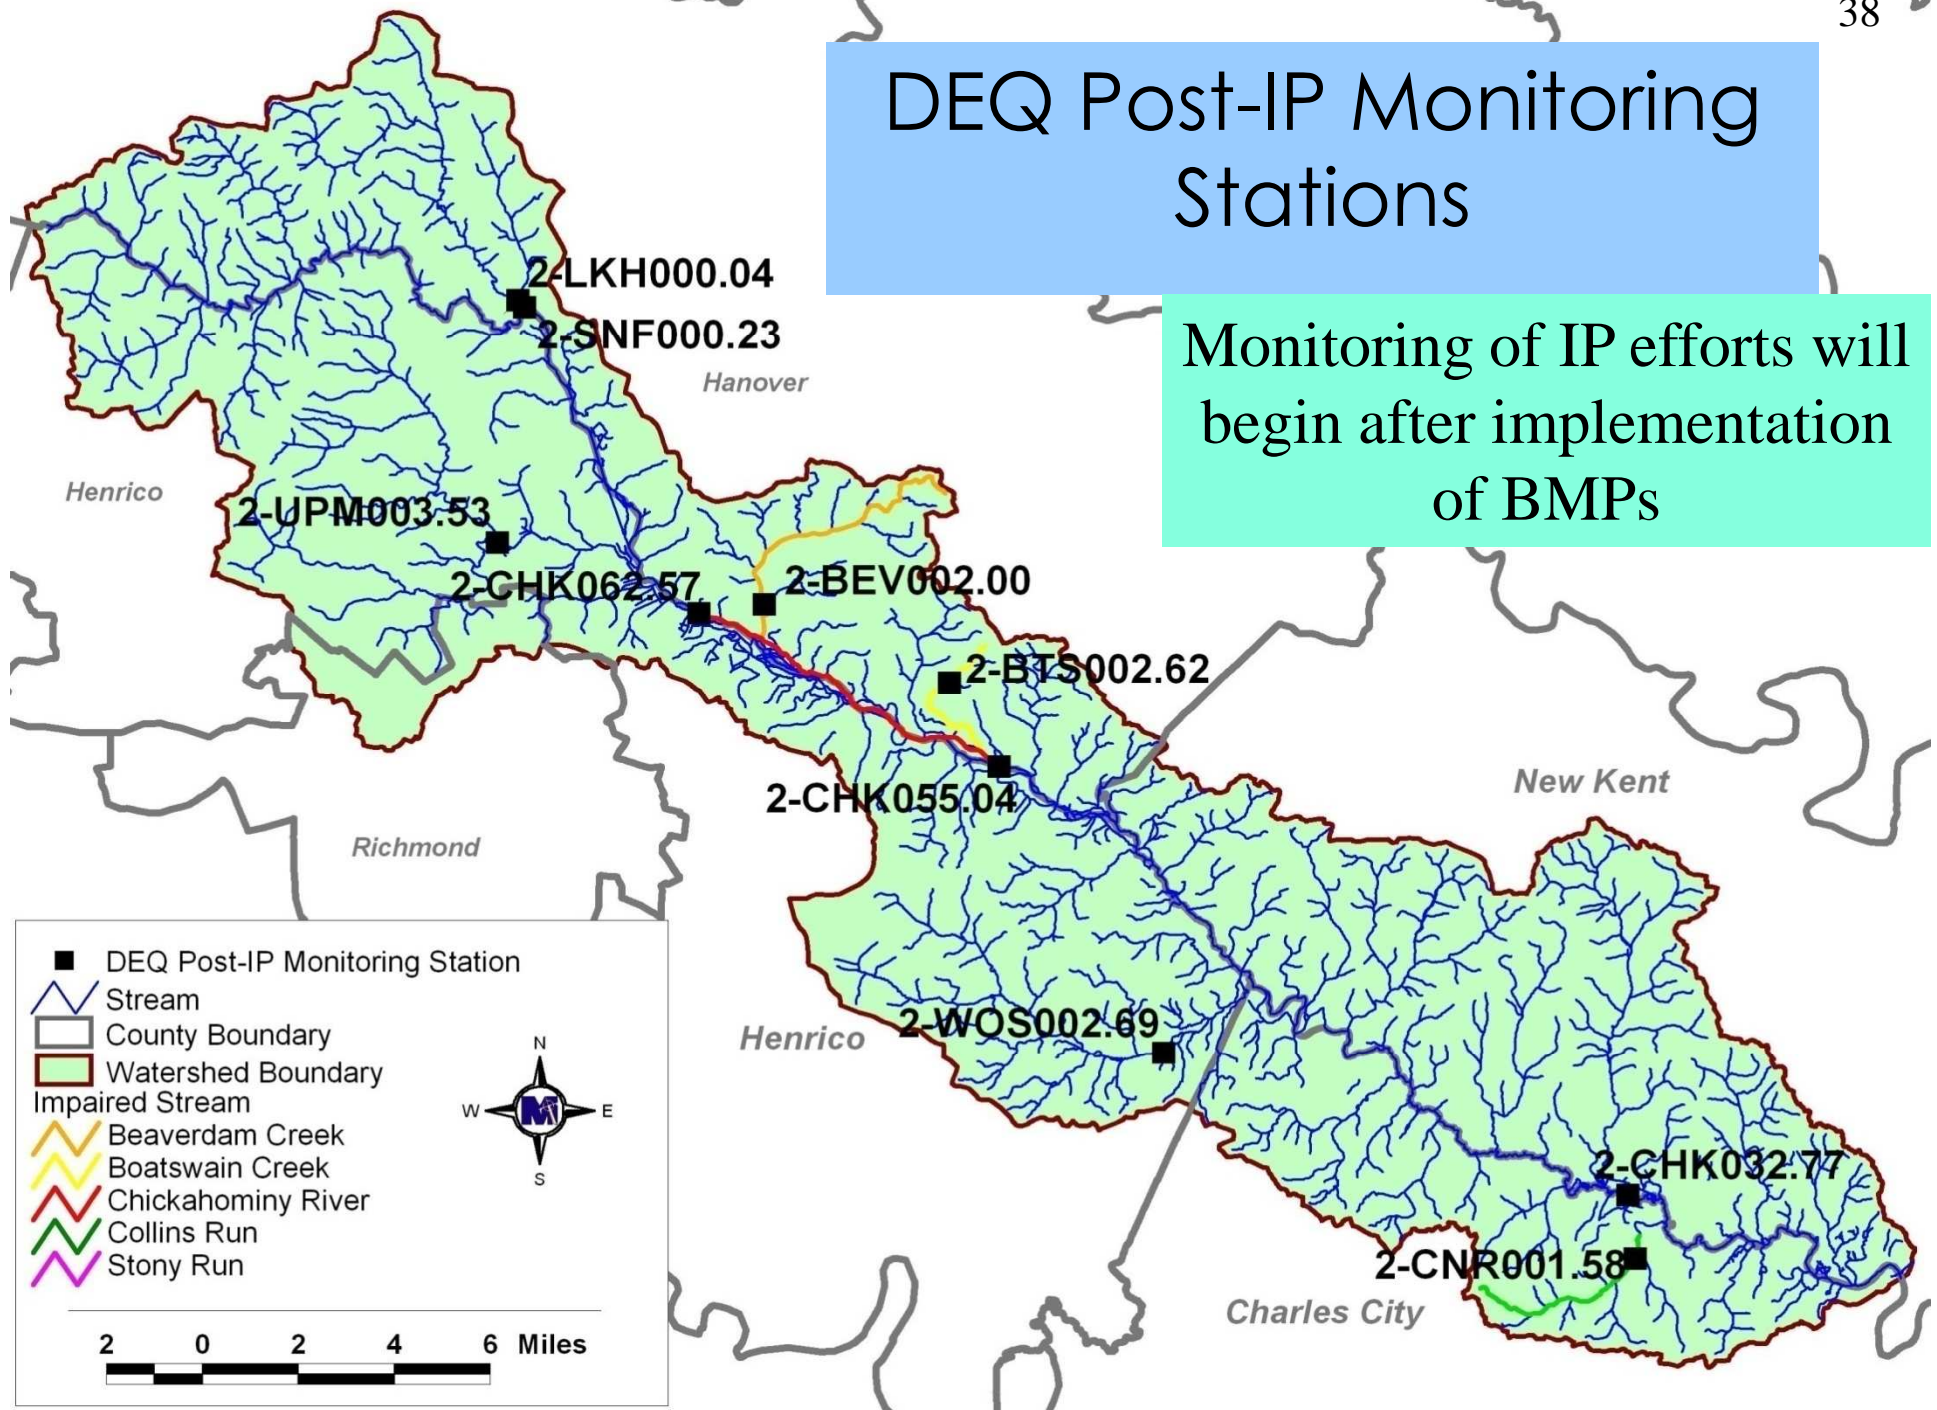 38
DEQ Post-IP Monitoring
Stations
Monitoring of IP efforts will
begin after implementation
of BMPs
2-LKH000.04
2-SNF000.23
Hanover
Henrico
2-UPM003.53
2-CHK062.57
2-BEV002.00
2-BTS002.62
2-CHK055.04
New Kent
Richmond
Henrico
2-WOS002.69
2-CHK032.77
2-CNR001.58
Charles City
DEQ Post-IP Monitoring Station
Stream
County Boundary
Watershed Boundary
Impaired Stream
Beaverdam Creek
Boatswain Creek
Chickahominy River
Collins Run
Stony Run
N
W M E
S
2 0 2 4 6 Miles